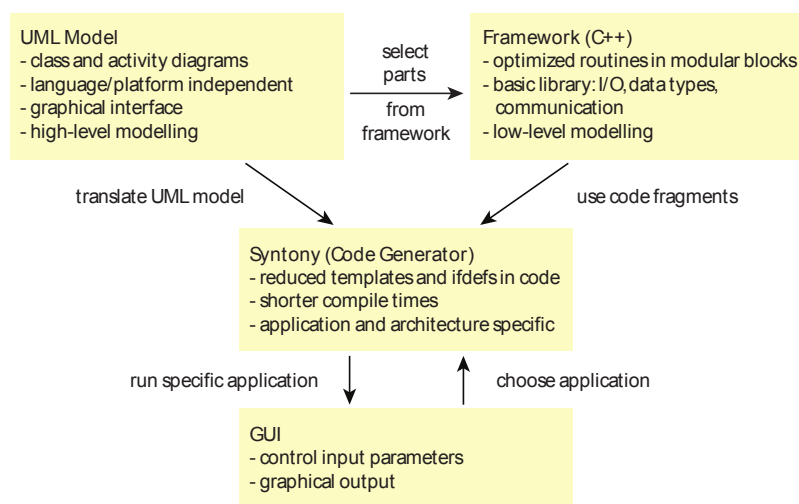 UML Model
- class and activity diagrams
- language/platform independent
- graphical interface
- high-level modelling
select
parts
from
framework
Framework (C++)
- optimized routines in modular blocks
- basic library: I/O, data types,
communication
- low-level modelling
translate UML model
use code fragments
Syntony (Code Generator)
- reduced templates and ifdefs in code
- shorter compile times
- application and architecture specific
run specific application
choose application
GUI
- control input parameters
- graphical output